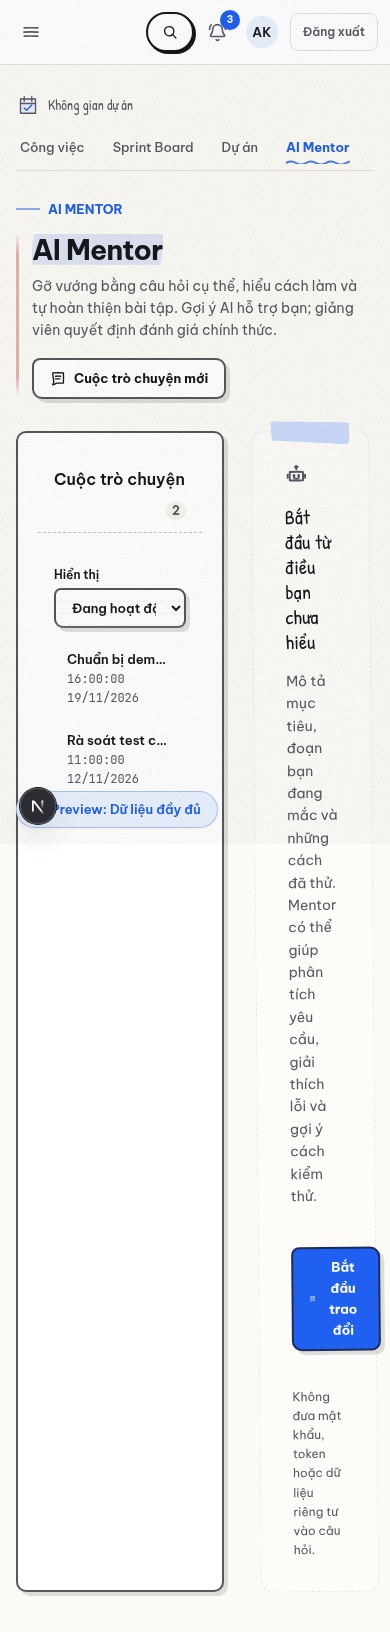 3
AK
Đăng xuất
Không gian dự án
Công việc
Sprint Board
Dự án
AI Mentor
AI MENTOR
AI Mentor
Gỡ vướng bằng câu hỏi cụ thể, hiểu cách làm và
tự hoàn thiện bài tập. Gợi ý AI hỗ trợ bạn; giảng
viên quyết định đánh giá chính thức.
Cuộc trò chuyện mới
Cuộc trò chuyện
2
Hiển thị
Đang hoạt
Chuẩn bị dem...
16:00:00
19/11/2026
Rà soát test c...
11:00:00
12/11/2026
N
Preview: Dữ liệu đầy đủ
Bắt
đầu từ
điều
bạn
chưa
hiểu
Mô tả
mục
tiêu,
đoạn
bạn
đang
mắc và
những
cách
đã thử.
Mentor
có thể
giúp
phân
tích
yêu
cầu,
giải
thích
lỗi và
gợi ý
cách
kiểm
thử.
Bắt
đầu
trao
đổi
Không
đưa mật
khẩu,
token
hoặc dữ
liệu
riêng tư
vào câu
hỏi.